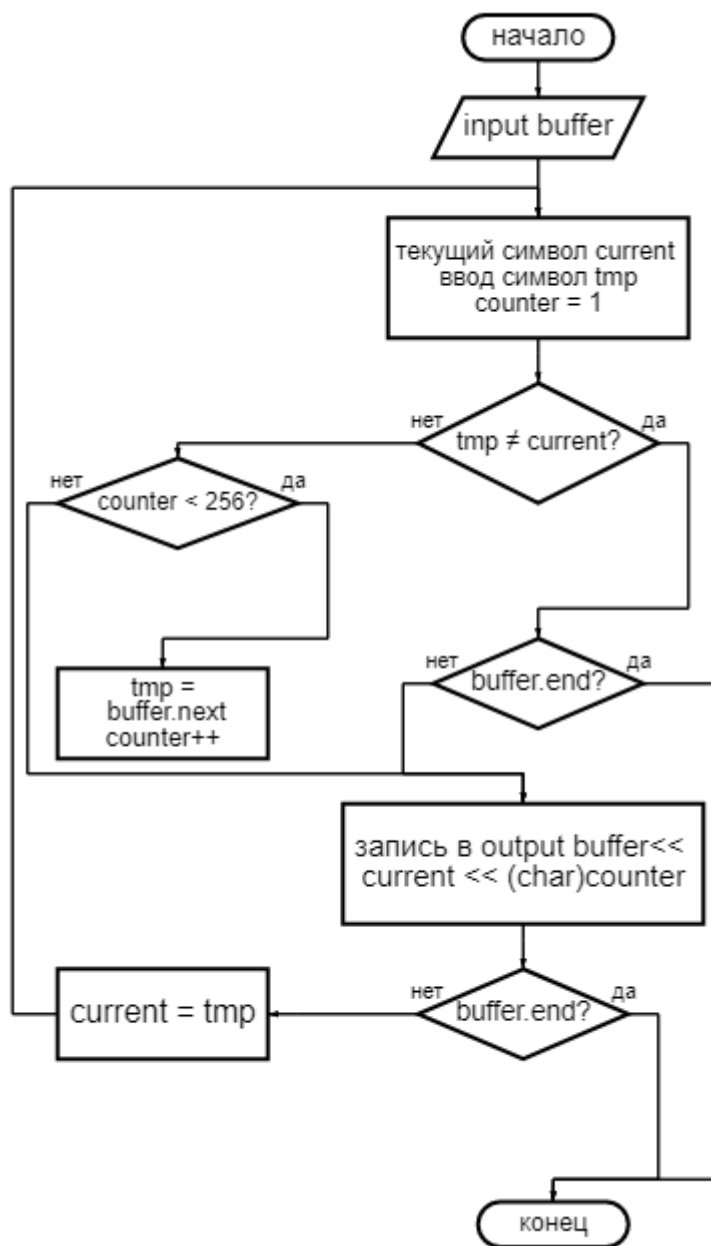 начало
input buffer
текущий символ current
ввод символ tmp
counter = 1
нет
да
tmp ≠ current?
нет
да
counter < 256?
нет
да
buffer.end?
tmp =
buffer.next
counter++
запись в output buffer<<
current << (char)counter
нет
да
buffer.end?
current = tmp
конец